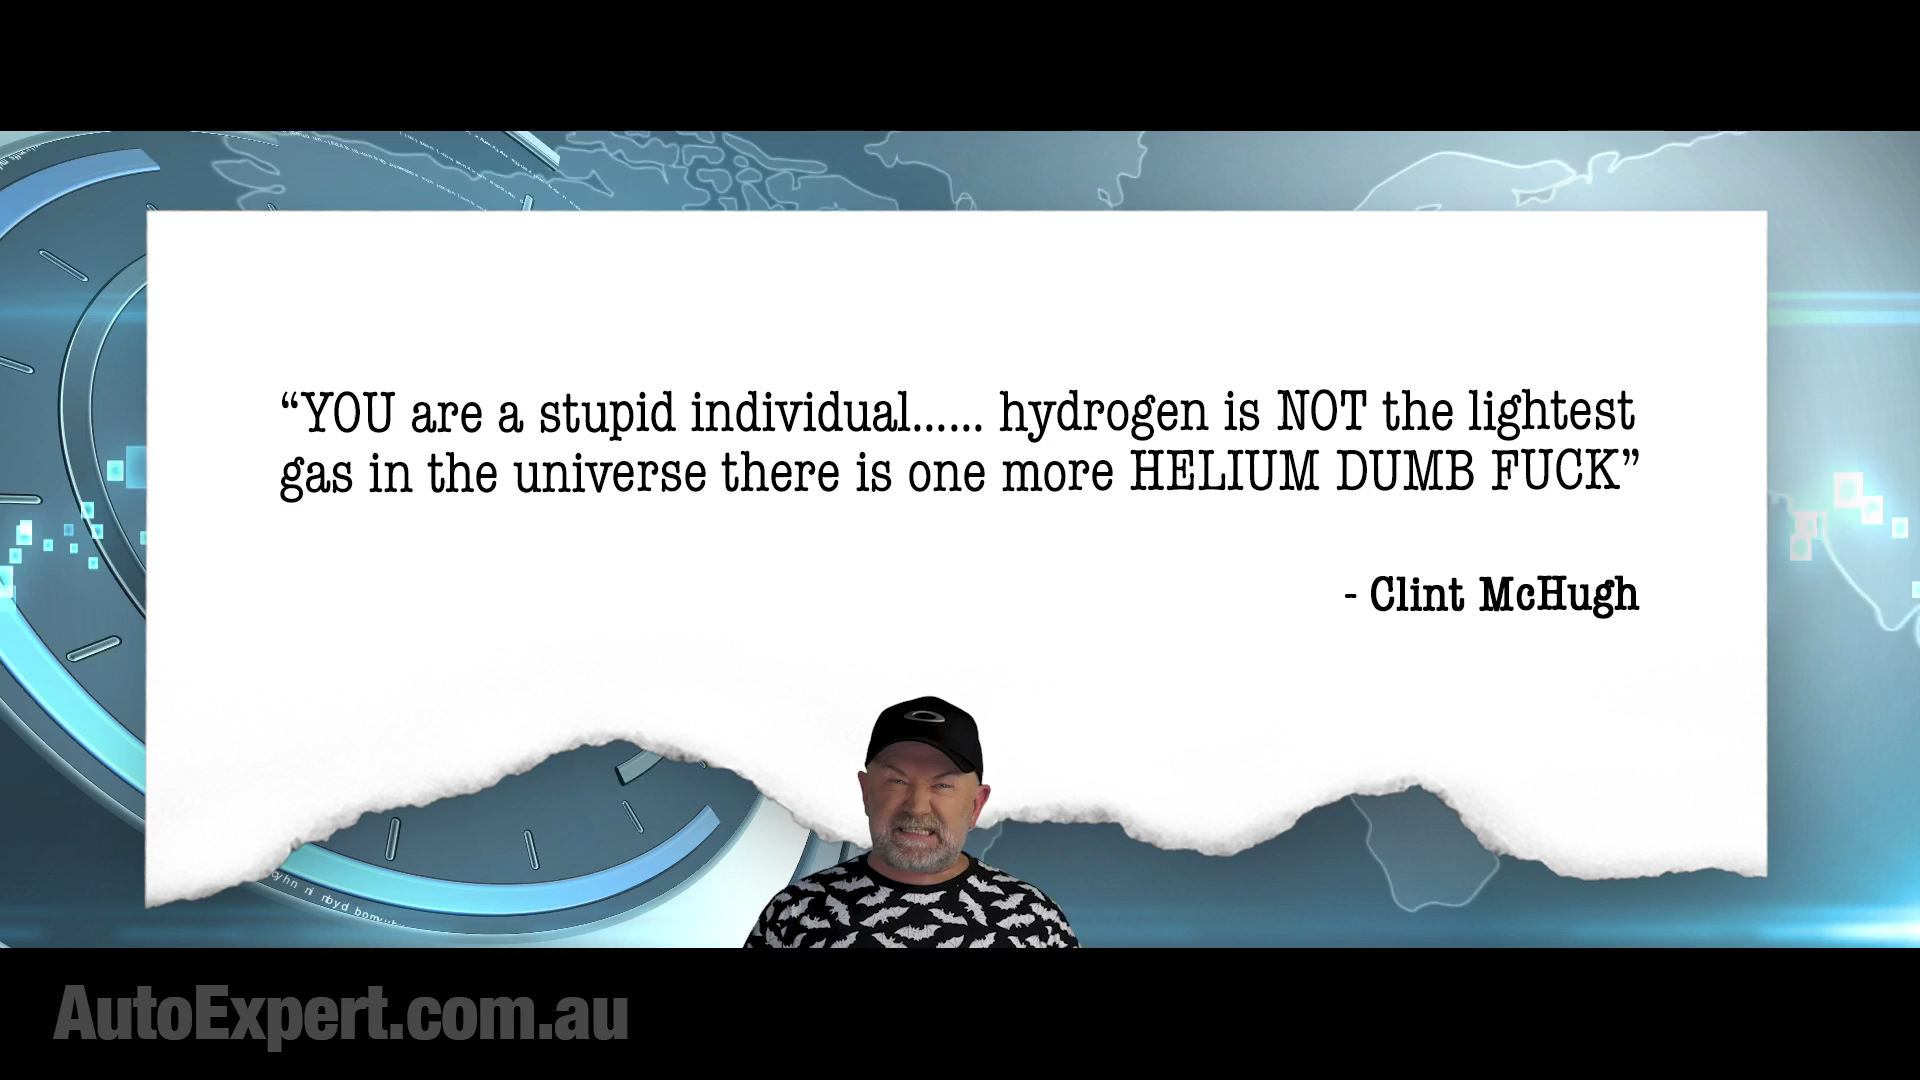 “YOU are a stupid individual...... hydrogen is NOT the lightest
gas in the universe there is one more HELIUM DUMB FUCK”
- Clint McHugh
AutoExpert.com.au